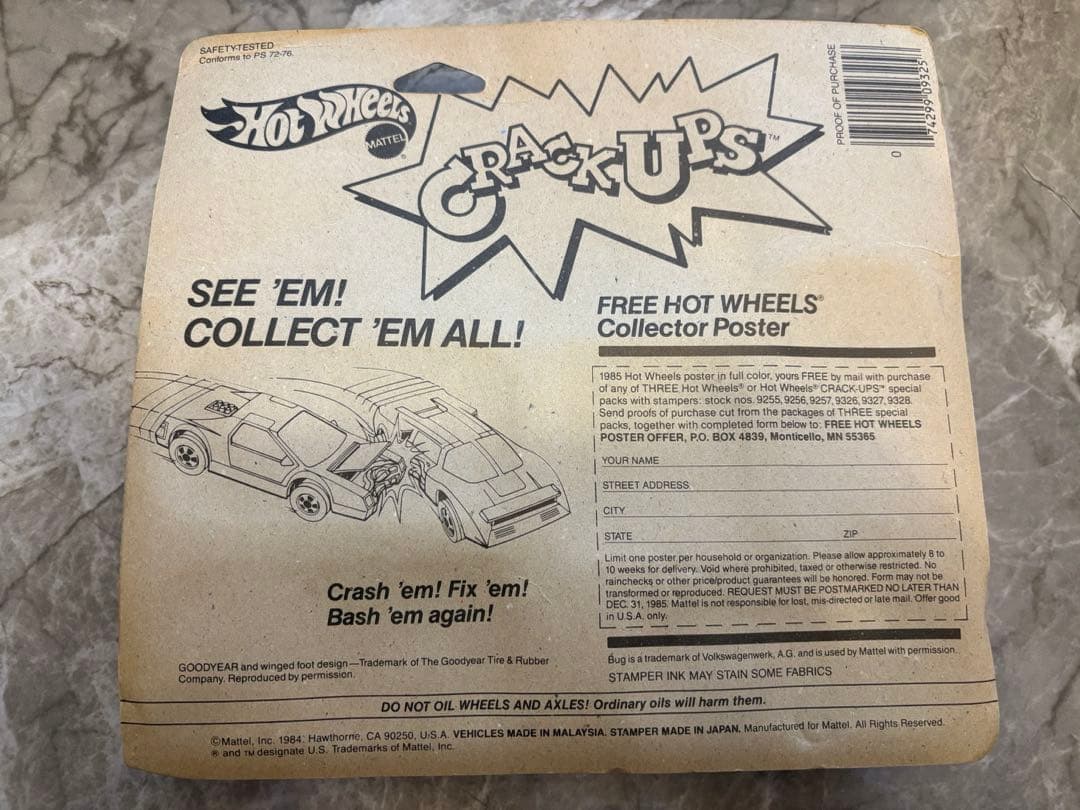 SAFETY-TESTED
Conforms to PS 72-76.
Hot Wheels
MATTEL
®
CRACK-UPS™
PROOF OF PURCHASE
0 74299 09325
SEE 'EM!
COLLECT 'EM ALL!
Crash 'em! Fix 'em!
Bash 'em again!
FREE HOT WHEELS®
Collector Poster
1985 Hot Wheels poster in full color, yours FREE by mail with purchase
of any of THREE Hot Wheels® or Hot Wheels® CRACK-UPS™ special
packs with stampers: stock nos. 9255, 9256, 9257, 9326, 9327, 9328.
Send proofs of purchase cut from the packages of THREE special
packs, together with completed form below to: FREE HOT WHEELS
POSTER OFFER, P.O. BOX 4839, Monticello, MN 55365
YOUR NAME
STREET ADDRESS
CITY
STATE ZIP
Limit one poster per household or organization. Please allow approximately 8 to
10 weeks for delivery. Void where prohibited, taxed or otherwise restricted. No
rainchecks or other price/product guarantees will be honored. Form may not be
transformed or reproduced. REQUEST MUST BE POSTMARKED NO LATER THAN
DEC. 31, 1985. Mattel is not responsible for lost, mis-directed or late mail. Offer good
in U.S.A. only.
GOODYEAR and winged foot design—Trademark of The Goodyear Tire & Rubber
Company. Reproduced by permission.
Bug is a trademark of Volkswagenwerk, A.G. and is used by Mattel with permission.
STAMPER INK MAY STAIN SOME FABRICS
DO NOT OIL WHEELS AND AXLES! Ordinary oils will harm them.
©Mattel, Inc. 1984. Hawthorne, CA 90250, U.S.A. VEHICLES MADE IN MALAYSIA. STAMPER MADE IN JAPAN. Manufactured for Mattel. All Rights Reserved.
® and TM designate U.S. Trademarks of Mattel, Inc.